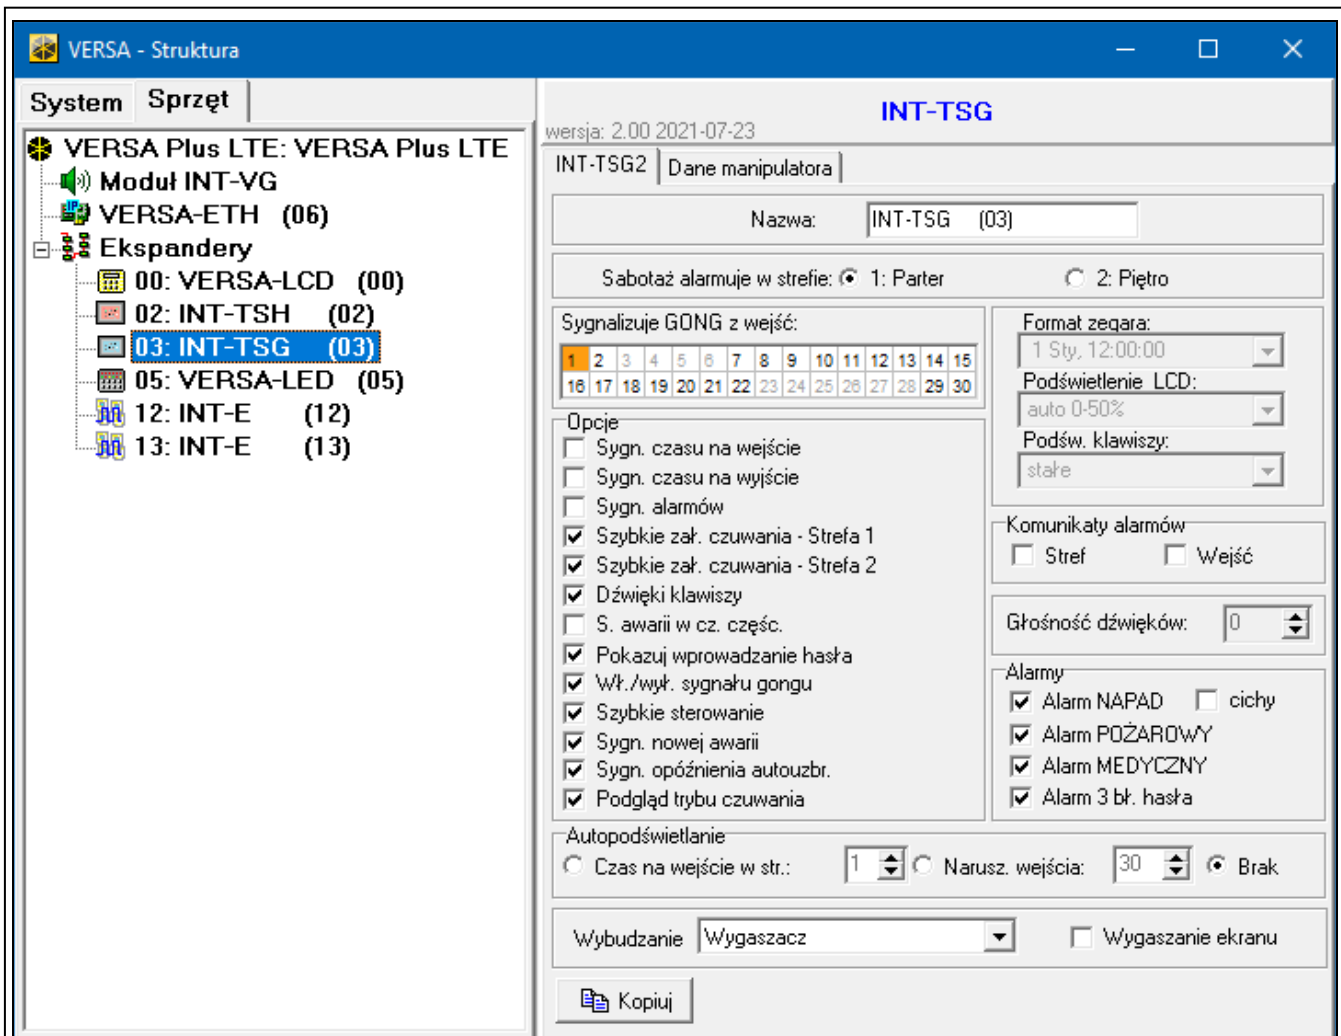 VERSA - Struktura
System Sprzęt
VERSA Plus LTE: VERSA Plus LTE
Moduł INT-VG
VERSA-ETH (06)
Ekspandery
00: VERSA-LCD (00)
02: INT-TSH (02)
03: INT-TSG (03)
05: VERSA-LED (05)
12: INT-E (12)
13: INT-E (13)
INT-TSG
wersja: 2.00 2021-07-23
INT-TSG2 Dane manipulatora
Nazwa: INT-TSG (03)
Sabotaż alarmuje w strefie: 1: Parter 2: Piętro
Sygnalizuje GONG z wejść:
1 2 3 4 5 6 7 8 9 10 11 12 13 14 15
16 17 18 19 20 21 22 23 24 25 26 27 28 29 30
Opcje
Sygn. czasu na wejście
Sygn. czasu na wyjście
Sygn. alarmów
Szybkie zał. czuwania - Strefa 1
Szybkie zał. czuwania - Strefa 2
Dźwięki klawiszy
S. awarii w cz. częśc.
Pokazuj wprowadzanie hasła
Wł./wył. sygnału gongu
Szybkie sterowanie
Sygn. nowej awarii
Sygn. opóźnienia autouzbr.
Podgląd trybu czuwania
Format zegara:
1 Sty, 12:00:00
Podświetlenie LCD:
auto 0-50%
Podśw. klawiszy:
stałe
Komunikaty alarmów
Stref Wejść
Głośność dźwięków: 0
Alarmy
Alarm NAPAD cichy
Alarm POŻAROWY
Alarm MEDYCZNY
Alarm 3 bł. hasła
Autopodświetlanie
Czas na wejście w str.: 1 Narusz. wejścia: 30 Brak
Wybudzanie Wygaszacz Wygaszanie ekranu
Kopiuj